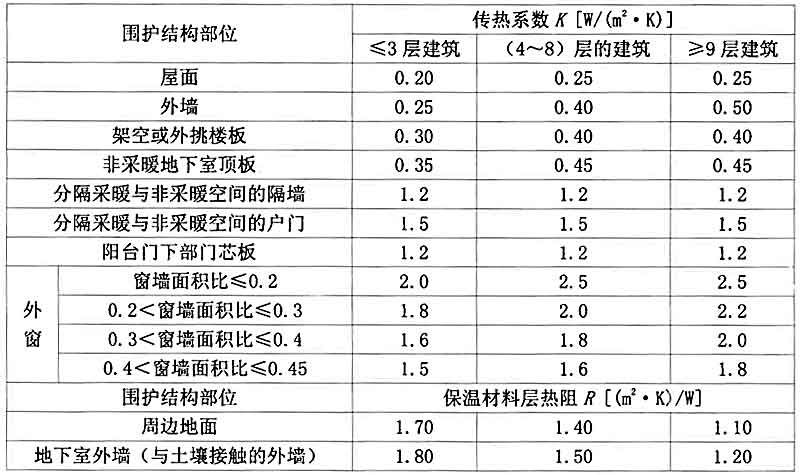 围护结构部位 传热系数 K [W/(m²·K)]
≤3 层建筑 (4～8) 层的建筑 ≥9 层建筑
屋面 0.20 0.25 0.25
外墙 0.25 0.40 0.50
架空或外挑楼板 0.30 0.40 0.40
非采暖地下室顶板 0.35 0.45 0.45
分隔采暖与非采暖空间的隔墙 1.2 1.2 1.2
分隔采暖与非采暖空间的户门 1.5 1.5 1.5
阳台门下部门芯板 1.2 1.2 1.2
外窗 窗墙面积比≤0.2 2.0 2.5 2.5
0.2<窗墙面积比≤0.3 1.8 2.0 2.2
0.3<窗墙面积比≤0.4 1.6 1.8 2.0
0.4<窗墙面积比≤0.45 1.5 1.6 1.8
围护结构部位 保温材料层热阻 R [(m²·K)/W]
周边地面 1.70 1.40 1.10
地下室外墙（与土壤接触的外墙） 1.80 1.50 1.20